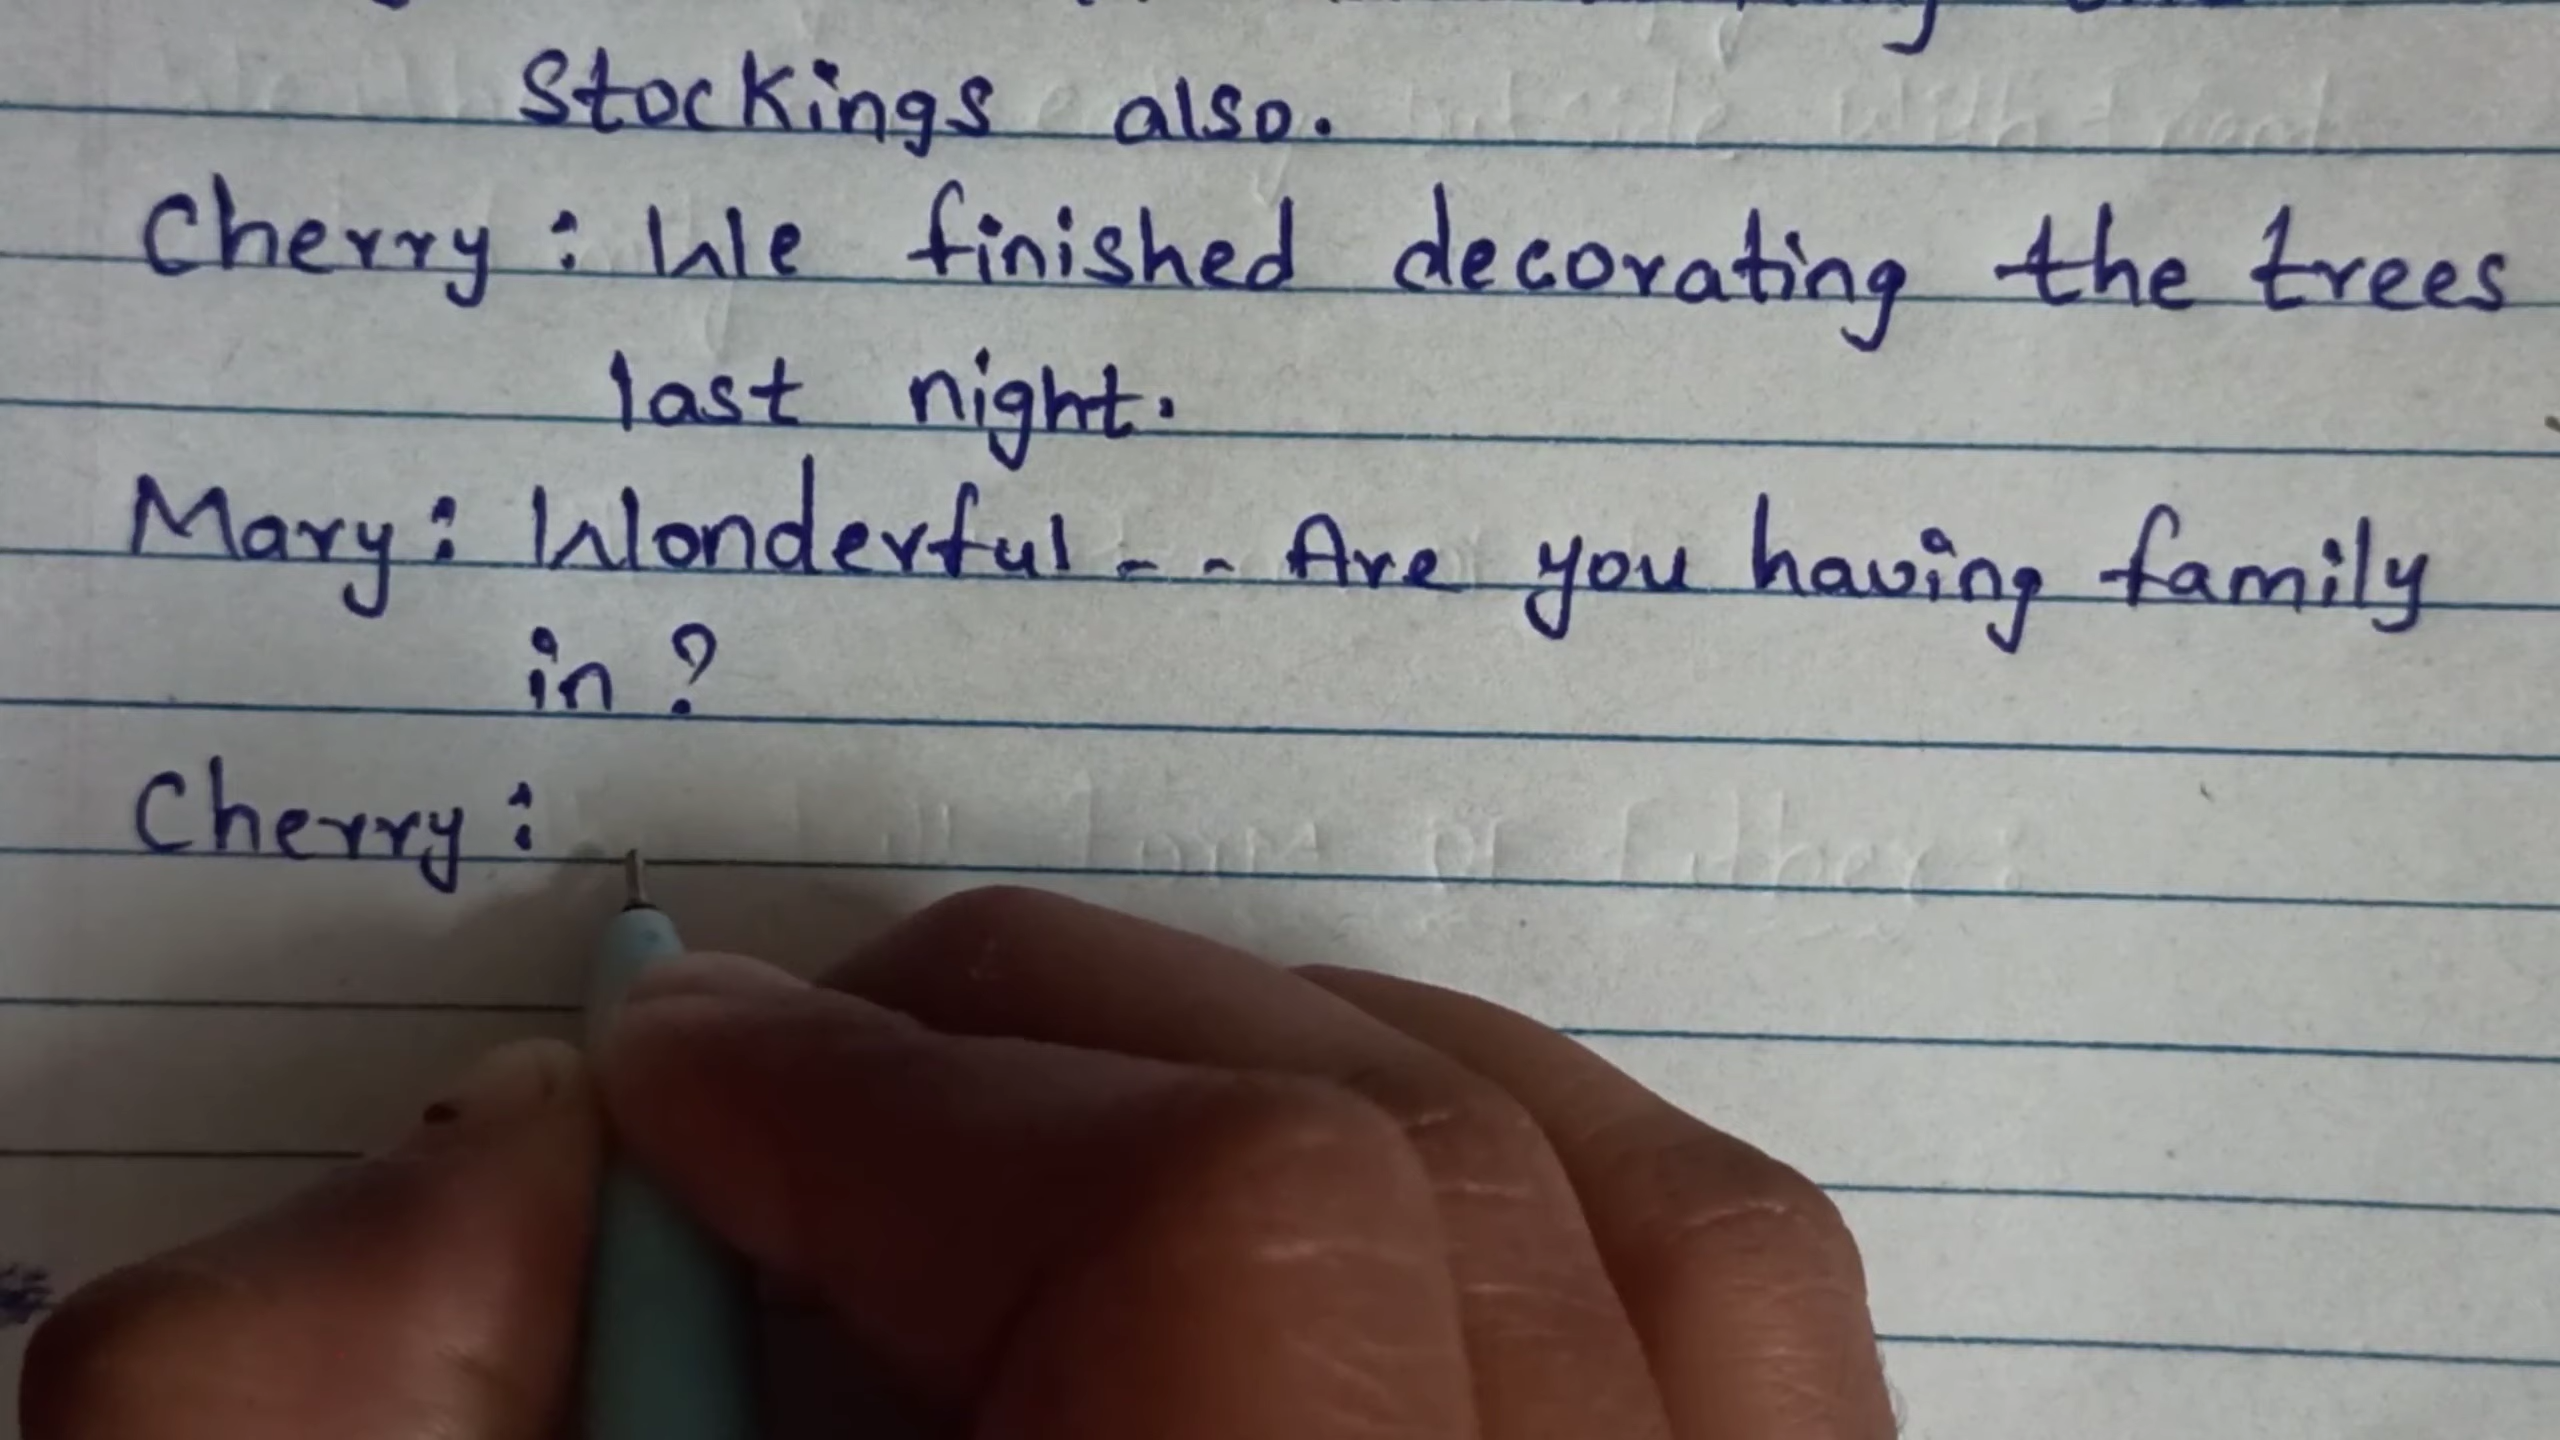 Stockings also.
Cherry : We finished decorating the trees
last night.
Mary : Wonderful - - Are you having family
in ?
Cherry :